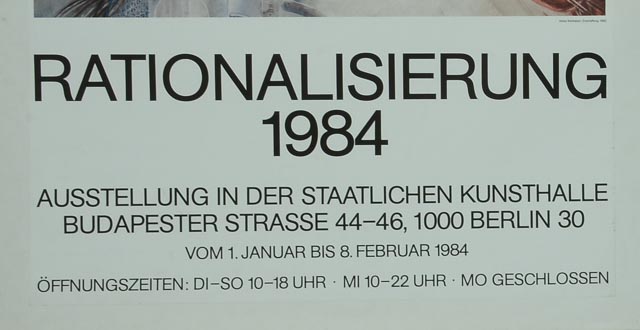 RATIONALISIERUNG
1984
AUSSTELLUNG IN DER STAATLICHEN KUNSTHALLE
BUDAPESTER STRASSE 44–46, 1000 BERLIN 30
VOM 1. JANUAR BIS 8. FEBRUAR 1984
ÖFFNUNGSZEITEN: DI–SO 10–18 UHR · MI 10–22 UHR · MO GESCHLOSSEN